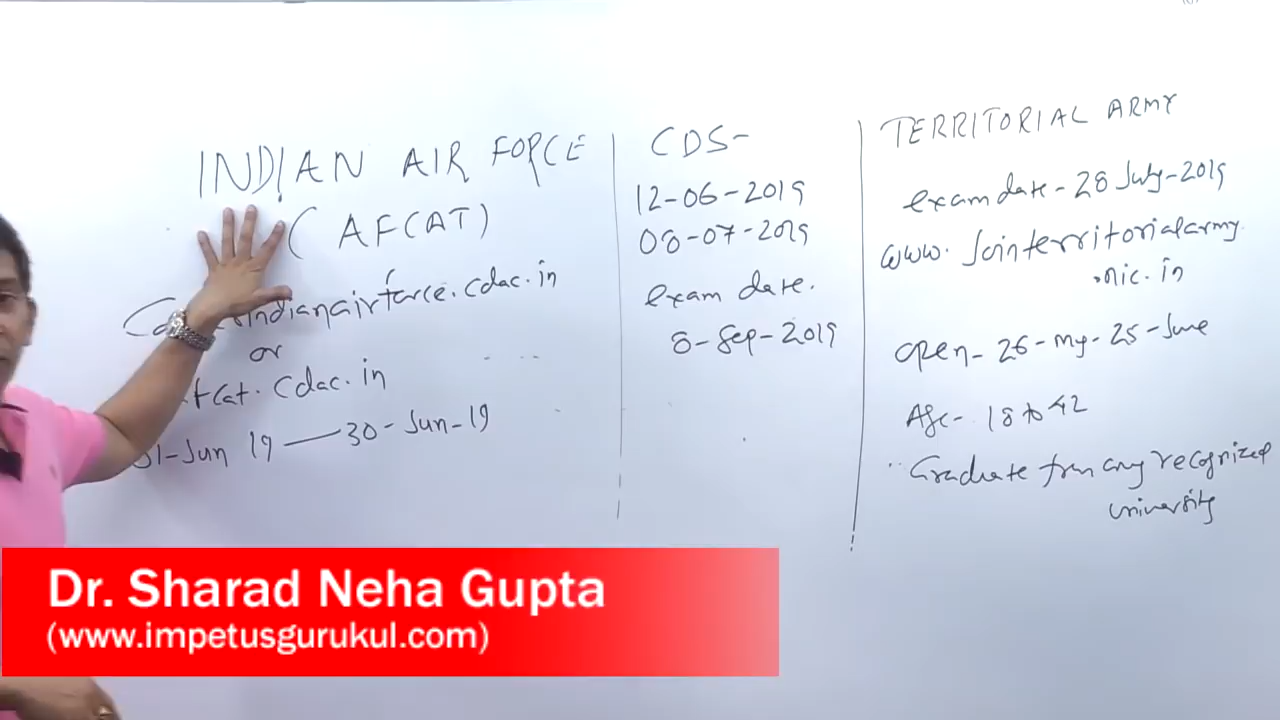 INDIAN AIR FORCE
(AFCAT)
indianairforce.cdac.in
or
fcat.cdac.in
31-Jun 19 — 30-Jun-19
CDS-
12-06-2019
08-07-2019
exam date.
8-Sep-2019
TERRITORIAL ARMY
exam date - 28 July-2019
www.Jointerritorialarmy
.nic.in
open- 26-my-25-June
Age- 18 to 42
Graduate from any recognized
university
Dr. Sharad Neha Gupta
(www.impetusgurukul.com)